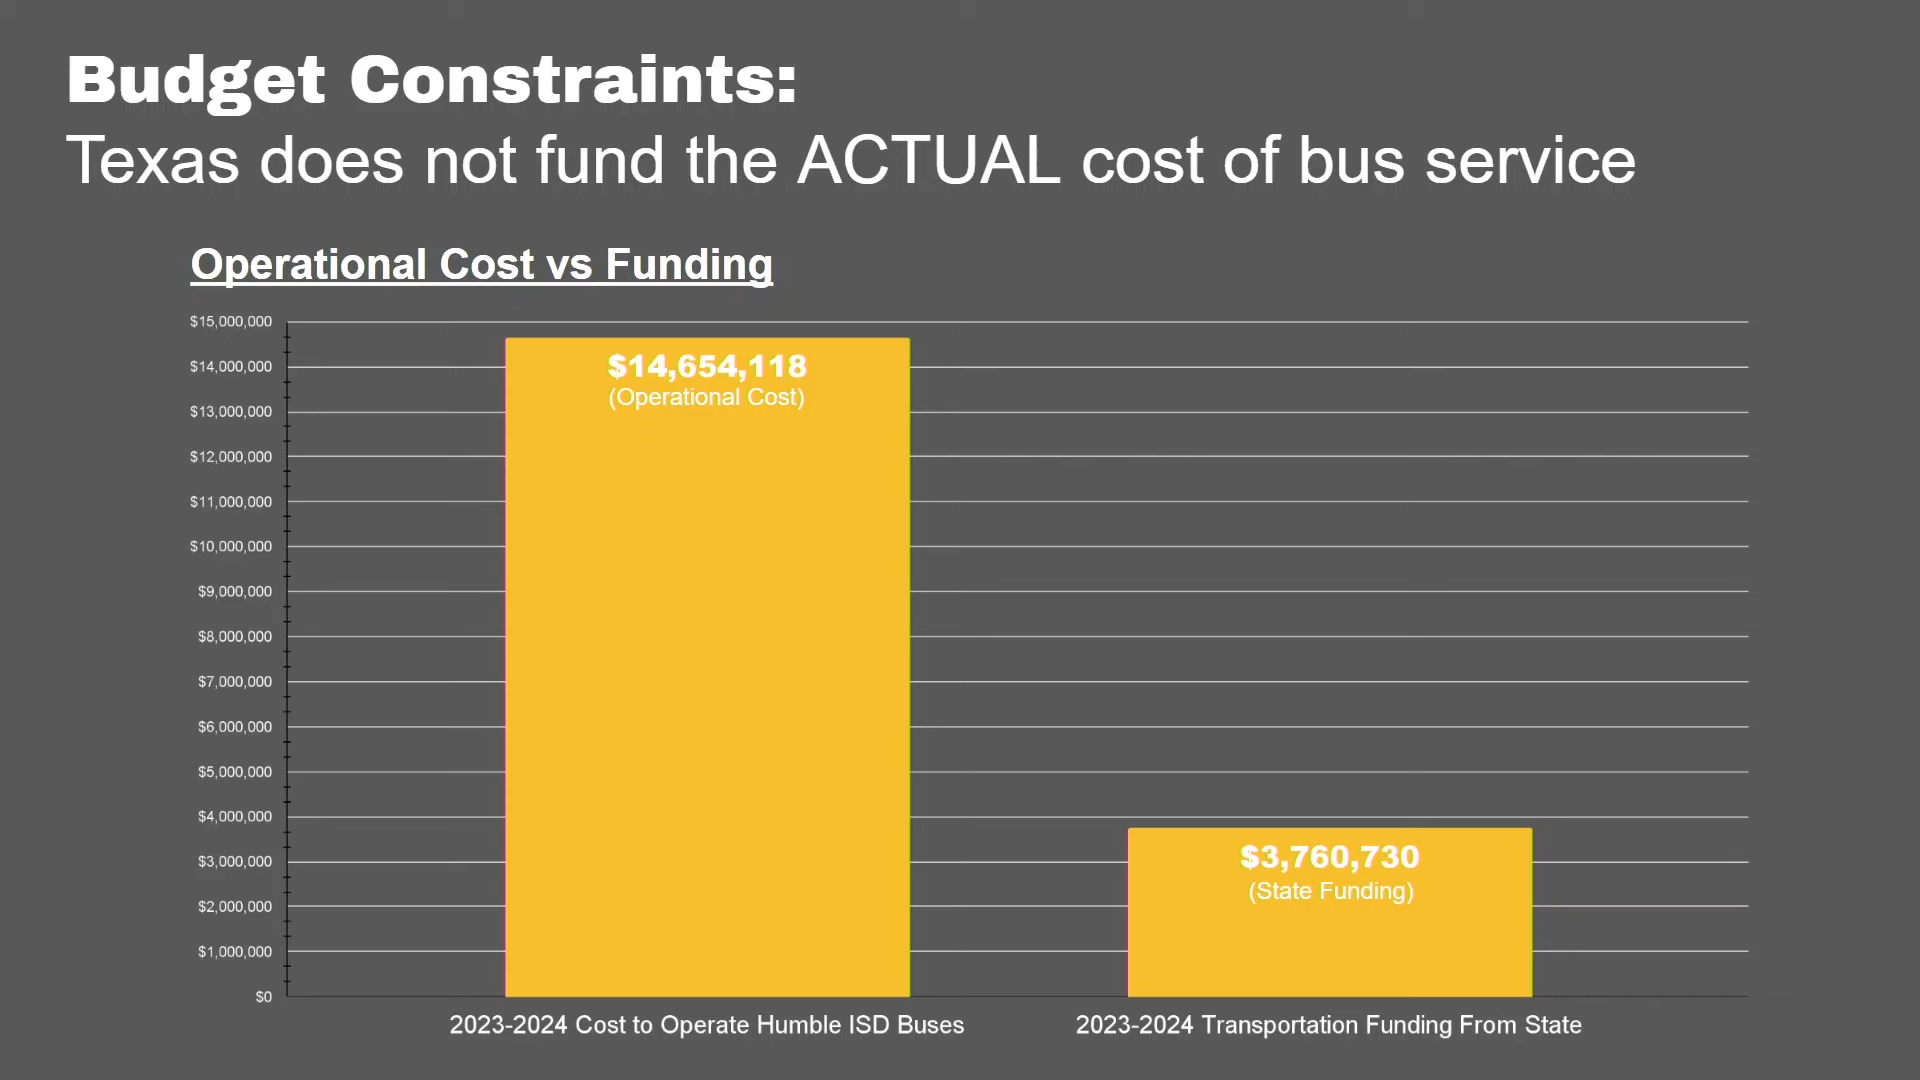 Budget Constraints:
Texas does not fund the ACTUAL cost of bus service
Operational Cost vs Funding
$15,000,000
$14,000,000
$13,000,000
$12,000,000
$11,000,000
$10,000,000
$9,000,000
$8,000,000
$7,000,000
$6,000,000
$5,000,000
$4,000,000
$3,000,000
$2,000,000
$1,000,000
$0
$14,654,118
(Operational Cost)
$3,760,730
(State Funding)
2023-2024 Cost to Operate Humble ISD Buses
2023-2024 Transportation Funding From State